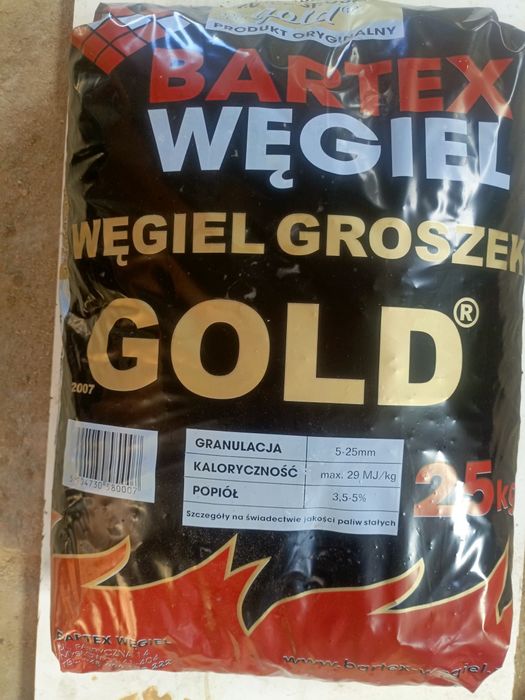 Gold®
PRODUKT ORYGINALNY
BARTEX
WĘGIEL
WĘGIEL GROSZEK
GOLD®
2007
GRANULACJA 5-25mm
KALORYCZNOŚĆ max. 29 MJ/kg
POPIÓŁ 3,5-5%
Szczegóły na świadectwie jakości paliw stałych
25kg
BARTEX WĘGIEL
www.bartex-węgiel.